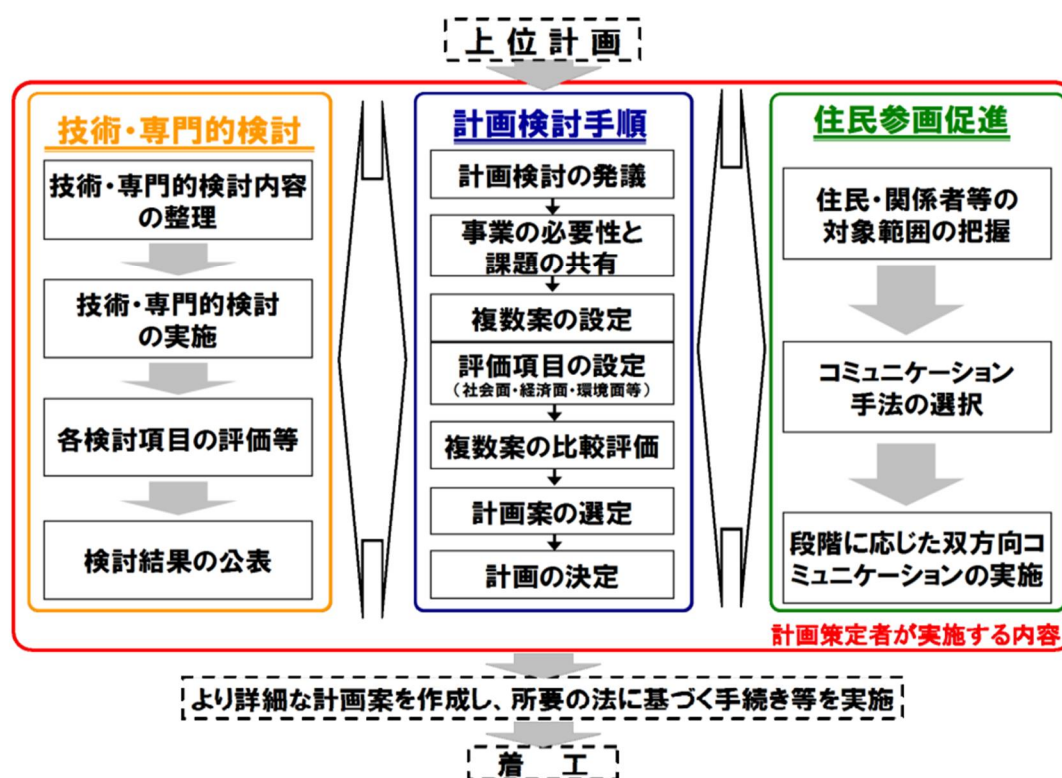 上位計画
技術・専門的検討
技術・専門的検討内容
の整理
技術・専門的検討
の実施
各検討項目の評価等
検討結果の公表
計画検討手順
計画検討の発議
事業の必要性と
課題の共有
複数案の設定
評価項目の設定
（社会面・経済面・環境面等）
複数案の比較評価
計画案の選定
計画の決定
住民参画促進
住民・関係者等の
対象範囲の把握
コミュニケーション
手法の選択
段階に応じた双方向コ
ミュニケーションの実施
計画策定者が実施する内容
より詳細な計画案を作成し、所要の法に基づく手続き等を実施
着　工